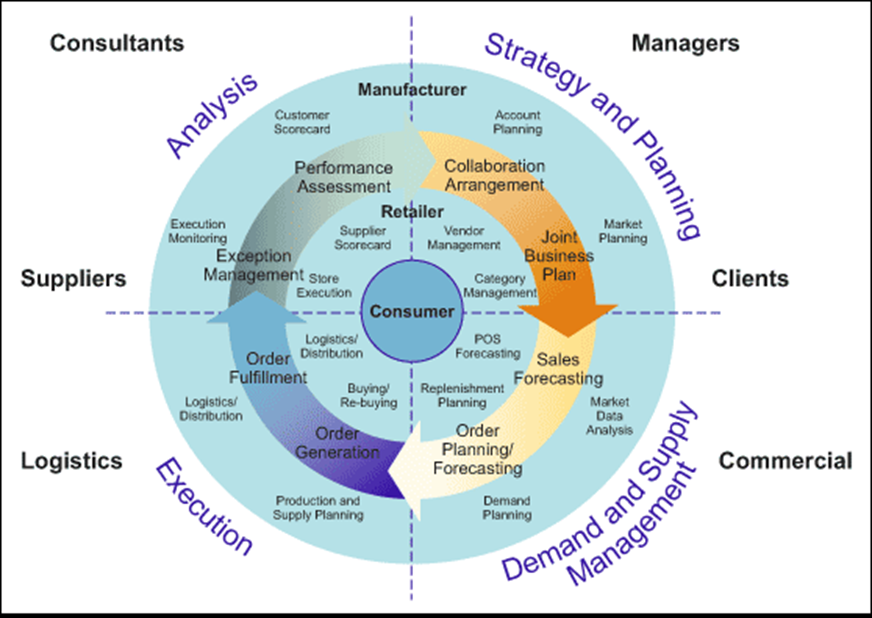 Consultants
Managers
Analysis
Strategy and Planning
Manufacturer
Customer
Scorecard
Account
Planning
Performance
Assessment
Collaboration
Arrangement
Retailer
Execution
Monitoring
Supplier
Scorecard
Vendor
Management
Market
Planning
Exception
Management
Joint
Business
Plan
Suppliers
Store
Execution
Category
Management
Clients
Consumer
Logistics/
Distribution
POS
Forecasting
Order
Fulfillment
Sales
Forecasting
Buying/
Re-buying
Replenishment
Planning
Logistics/
Distribution
Market
Data
Analysis
Order
Generation
Order
Planning/
Forecasting
Logistics
Commercial
Production and
Supply Planning
Demand
Planning
Execution
Demand and Supply
Management